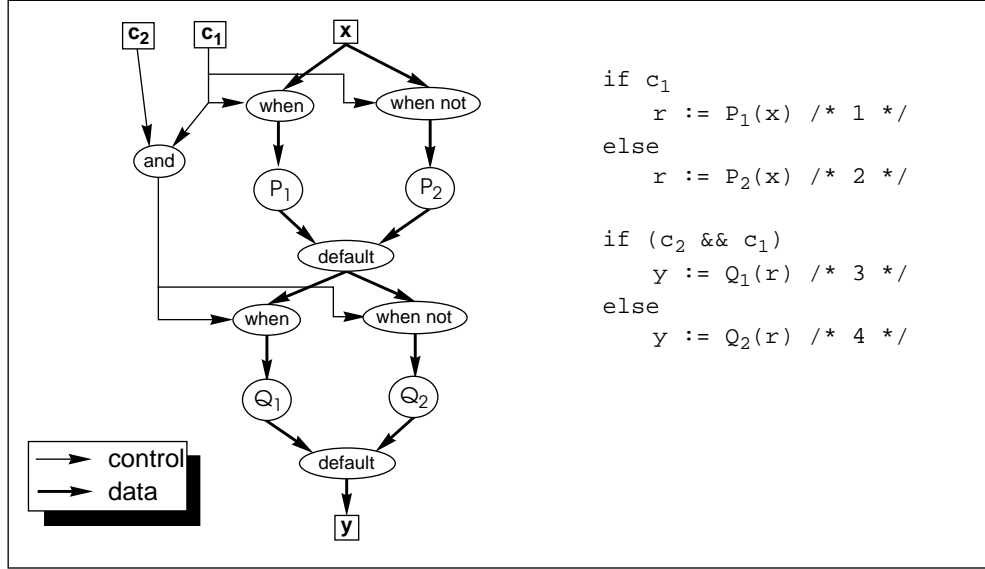 c2 c1 x
when when not
and
P1 P2
default
when when not
Q1 Q2
default
y
control
data
if c1
r := P1(x) /* 1 */
else
r := P2(x) /* 2 */
if (c2 && c1)
y := Q1(r) /* 3 */
else
y := Q2(r) /* 4 */